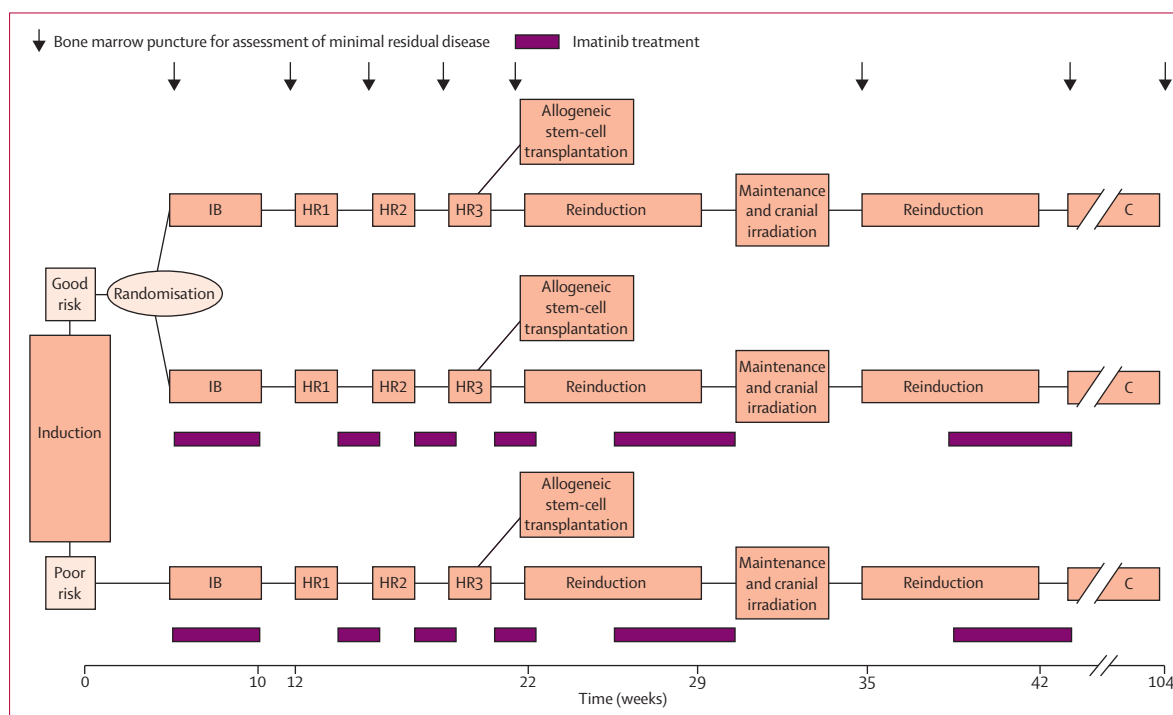 Bone marrow puncture for assessment of minimal residual disease
Imatinib treatment
Allogeneic
stem-cell
transplantation
IB
HR1
HR2
HR3
Reinduction
Maintenance
and cranial
irradiation
Reinduction
C
Good
risk
Randomisation
Allogeneic
stem-cell
transplantation
IB
HR1
HR2
HR3
Reinduction
Maintenance
and cranial
irradiation
Reinduction
C
Induction
Allogeneic
stem-cell
transplantation
Poor
risk
IB
HR1
HR2
HR3
Reinduction
Maintenance
and cranial
irradiation
Reinduction
C
0
10
12
22
29
35
42
104
Time (weeks)